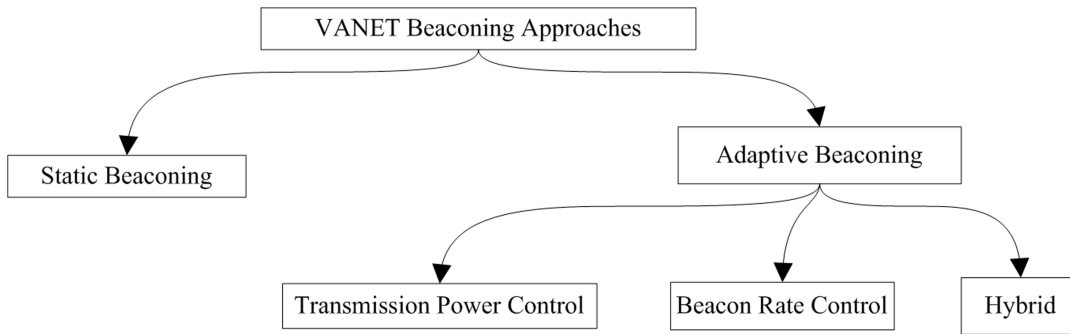 VANET Beaconing Approaches
Static Beaconing
Adaptive Beaconing
Transmission Power Control
Beacon Rate Control
Hybrid